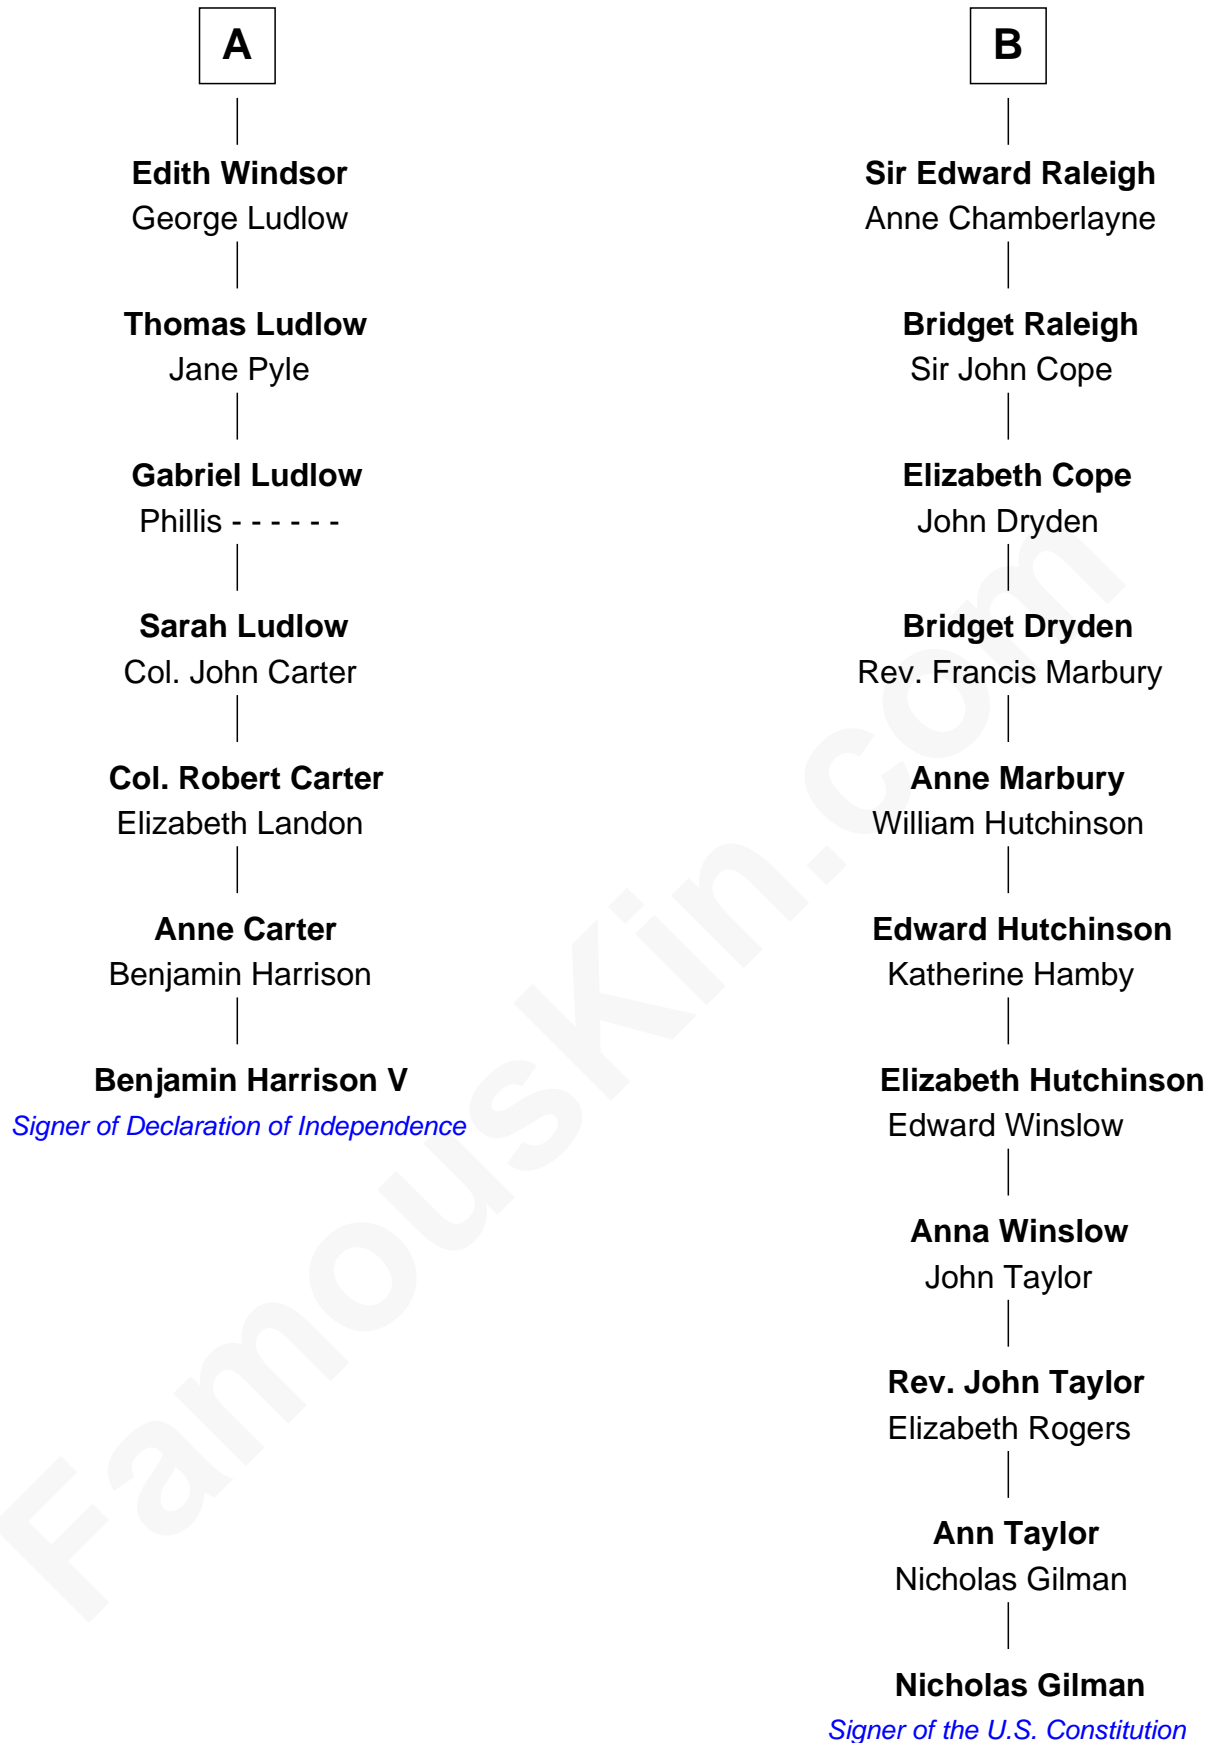 A
Edith Windsor
George Ludlow
Thomas Ludlow
Jane Pyle
Gabriel Ludlow
Phillis - - - - - -
Sarah Ludlow
Col. John Carter
Col. Robert Carter
Elizabeth Landon
Anne Carter
Benjamin Harrison
Benjamin Harrison V
Signer of Declaration of Independence
B
Sir Edward Raleigh
Anne Chamberlayne
Bridget Raleigh
Sir John Cope
Elizabeth Cope
John Dryden
Bridget Dryden
Rev. Francis Marbury
Anne Marbury
William Hutchinson
Edward Hutchinson
Katherine Hamby
Elizabeth Hutchinson
Edward Winslow
Anna Winslow
John Taylor
Rev. John Taylor
Elizabeth Rogers
Ann Taylor
Nicholas Gilman
Nicholas Gilman
Signer of the U.S. Constitution
FamousKin.com